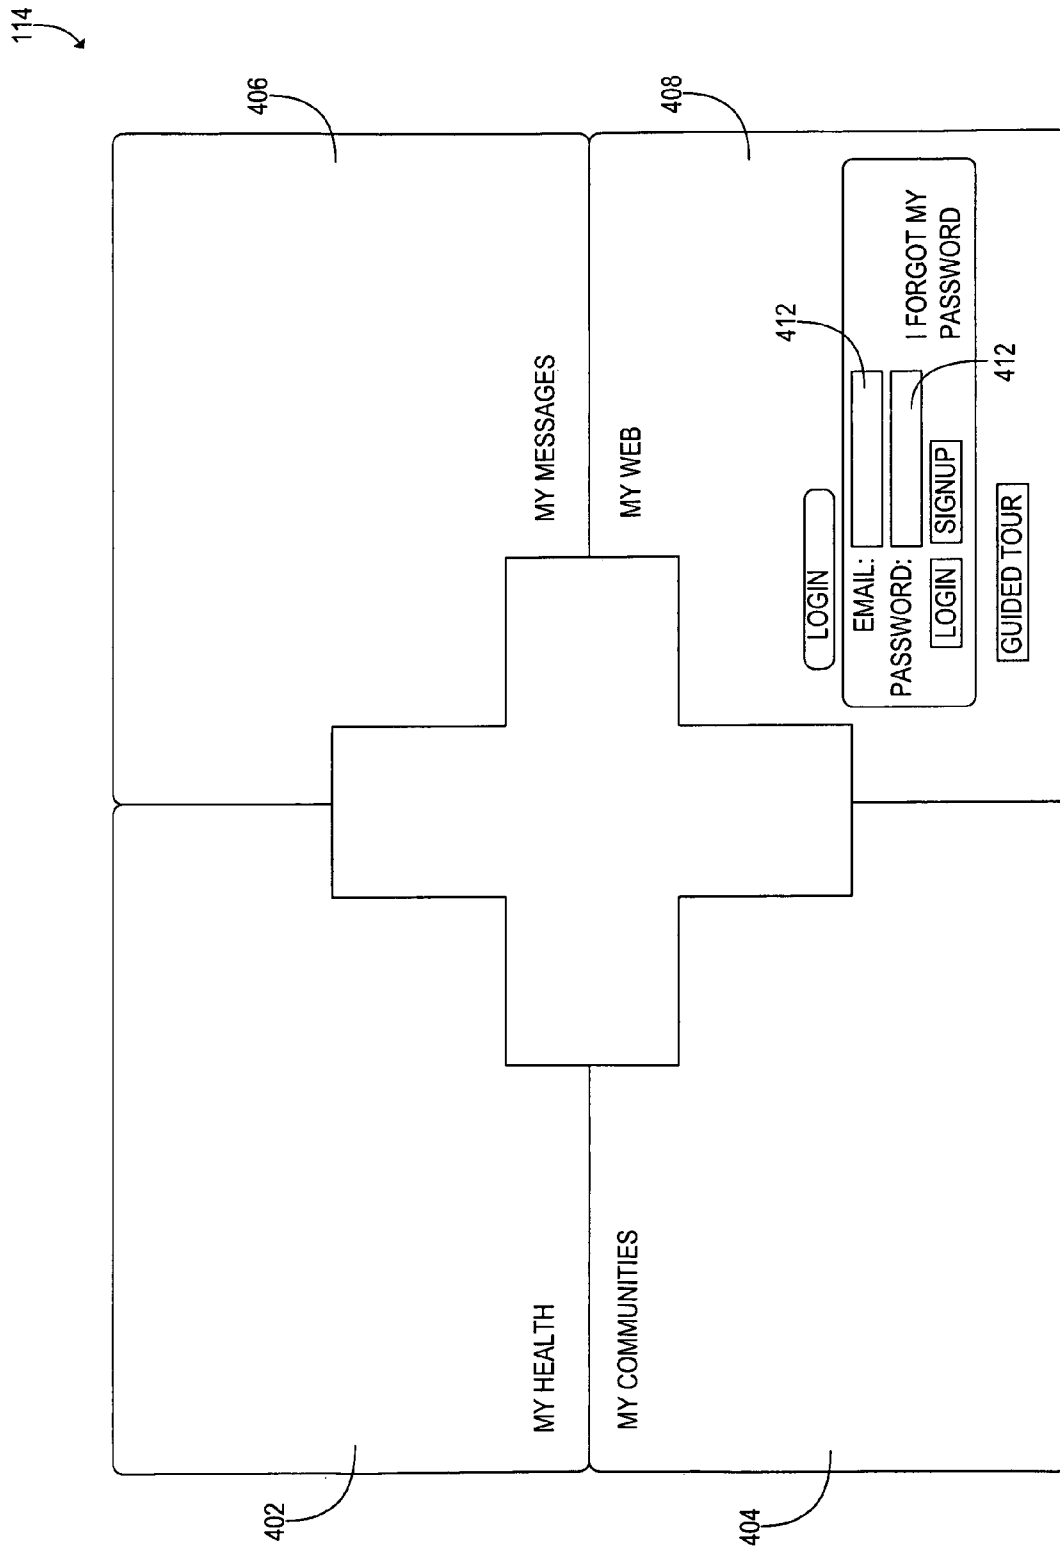 114
402
406
MY HEALTH
MY MESSAGES
MY COMMUNITIES
MY WEB
404
408
LOGIN
412
EMAIL:
PASSWORD:
LOGIN
SIGNUP
I FORGOT MY
PASSWORD
412
GUIDED TOUR